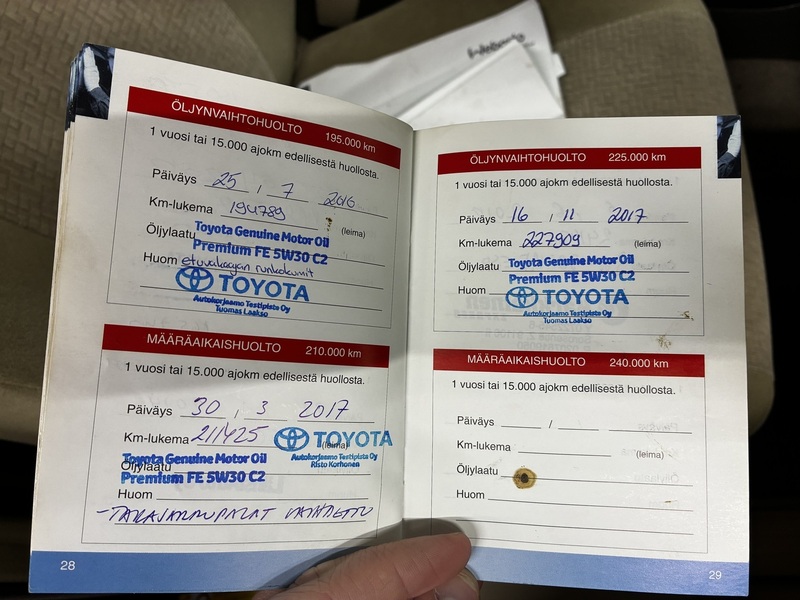 ÖLJYNVAIHTOHUOLTO 195.000 km
1 vuosi tai 15.000 ajokm edellisestä huollosta.
Päiväys 25 / 7 2016
Km-lukema 194789
(leima)
Öljylaatu Toyota Genuine Motor Oil
Premium FE 5W30 C2
Huom etuvakaajan runkokumit
TOYOTA
Autokorjaamo Testipiste Oy
Tuomas Laakso
MÄÄRÄAIKAISHUOLTO 210.000 km
1 vuosi tai 15.000 ajokm edellisestä huollosta.
Päiväys 30 / 3 2017
Km-lukema 211425
TOYOTA
(leima)
Autokorjaamo Testipiste Oy
Risto Korhonen
Toyota Genuine Motor Oil
Öljylaatu
Premium FE 5W30 C2
Huom
-TAKAJARRUPALAT VAIHDETTU
28
ÖLJYNVAIHTOHUOLTO 225.000 km
1 vuosi tai 15.000 ajokm edellisestä huollosta.
Päiväys 16 / 11 2017
Km-lukema 227909 (leima)
Öljylaatu Toyota Genuine Motor Oil
Premium FE 5W30 C2
Huom TOYOTA
Autokorjaamo Testipiste Oy
Tuomas Laakso
MÄÄRÄAIKAISHUOLTO 240.000 km
1 vuosi tai 15.000 ajokm edellisestä huollosta.
Päiväys /
Km-lukema (leima)
Öljylaatu
Huom
29